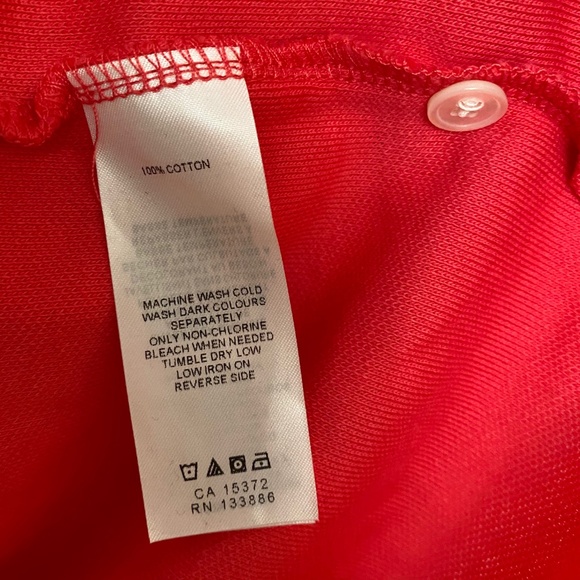 100% COTTON
MACHINE WASH COLD
WASH DARK COLOURS
SEPARATELY
ONLY NON-CHLORINE
BLEACH WHEN NEEDED
TUMBLE DRY LOW
LOW IRON ON
REVERSE SIDE
CA 15372
RN 133886